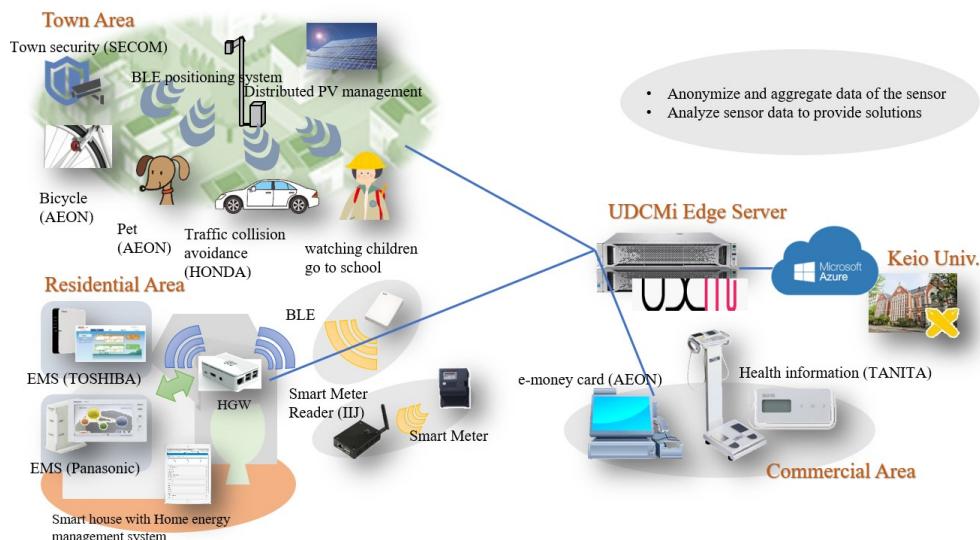 Town Area
Town security (SECOM)
BLE positioning system
Distributed PV management
Bicycle
(AEON)
Pet
(AEON)
Traffic collision
avoidance
(HONDA)
watching children
go to school
• Anonymize and aggregate data of the sensor
• Analyze sensor data to provide solutions
UDCMi Edge Server
Microsoft
Azure
Keio Univ.
Residential Area
EMS (TOSHIBA)
EMS (Panasonic)
HGW
BLE
Smart Meter
Reader (IIJ)
Smart Meter
Smart house with Home energy
management system
e-money card (AEON)
Health information (TANITA)
Commercial Area